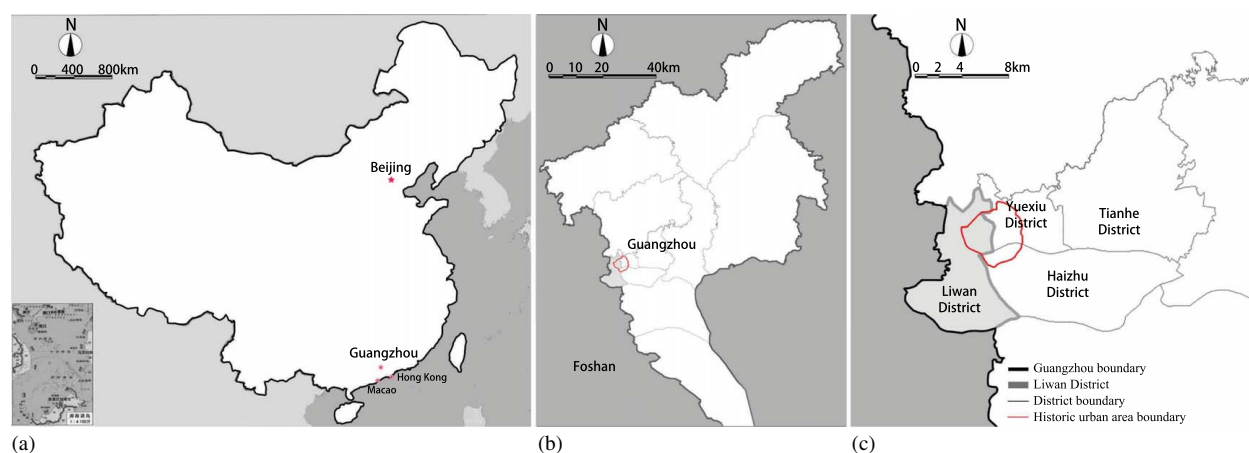 N
0 400 800km
Beijing
Guangzhou
Hong Kong
Macao
(a)
N
0 10 20 40km
Guangzhou
Foshan
(b)
N
0 2 4 8km
Yuexiu
District
Tianhe
District
Haizhu
District
Liwan
District
Guangzhou boundary
Liwan District
District boundary
Historic urban area boundary
(c)